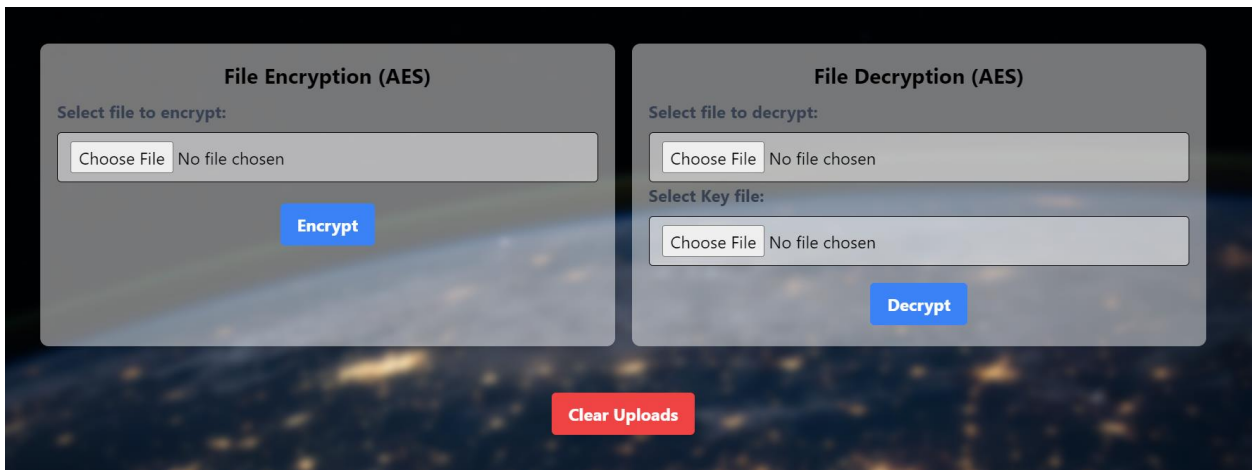 File Encryption (AES)
Select file to encrypt:
Choose File No file chosen
Encrypt
File Decryption (AES)
Select file to decrypt:
Choose File No file chosen
Select Key file:
Choose File No file chosen
Decrypt
Clear Uploads